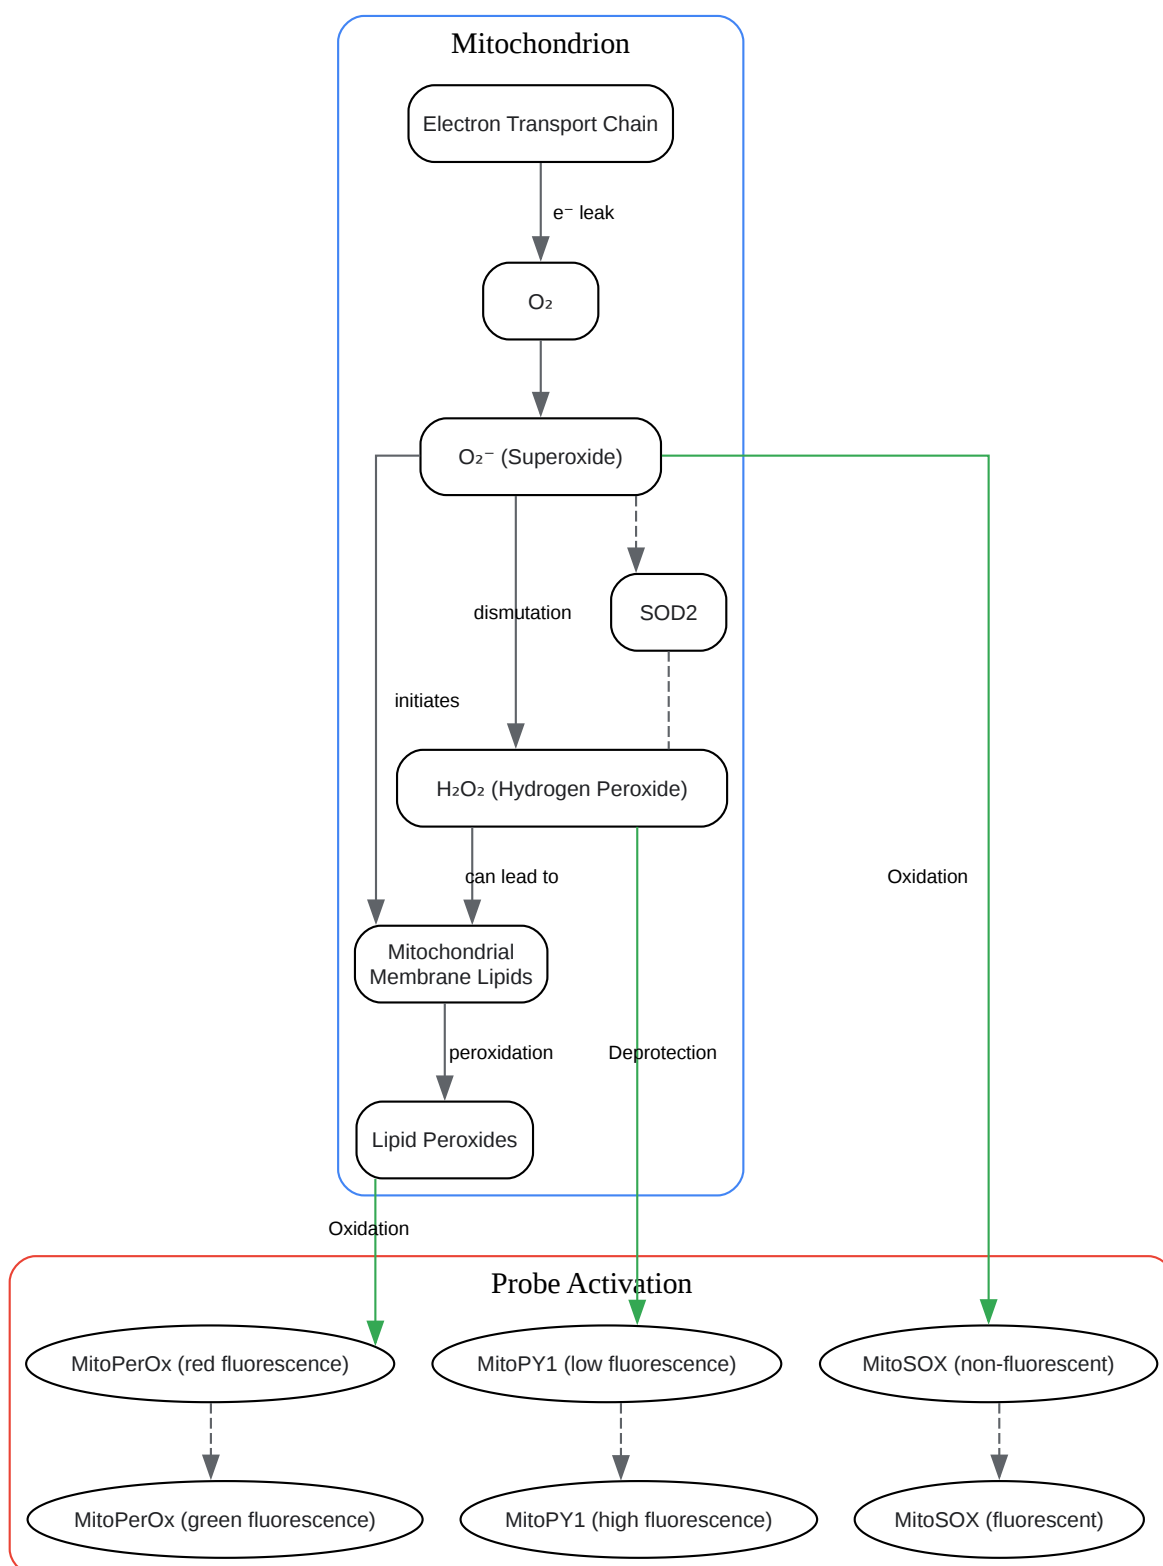 Mitochondrion
Electron Transport Chain
e⁻ leak
O₂
O₂⁻ (Superoxide)
dismutation
SOD2
initiates
H₂O₂ (Hydrogen Peroxide)
can lead to
Oxidation
Mitochondrial
Membrane Lipids
peroxidation
Deprotection
Lipid Peroxides
Oxidation
Probe Activation
MitoPerOx (red fluorescence)
MitoPY1 (low fluorescence)
MitoSOX (non-fluorescent)
MitoPerOx (green fluorescence)
MitoPY1 (high fluorescence)
MitoSOX (fluorescent)